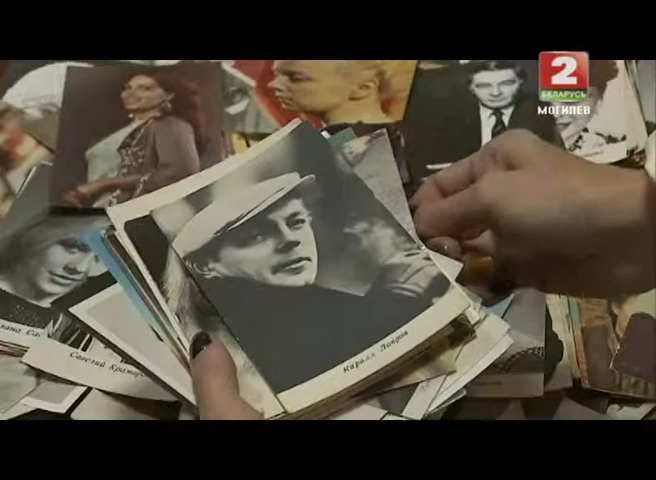 2
БЕЛАРУСЬ
МОГИЛЕВ
Кирилл Лавров
Савелий Крамаров